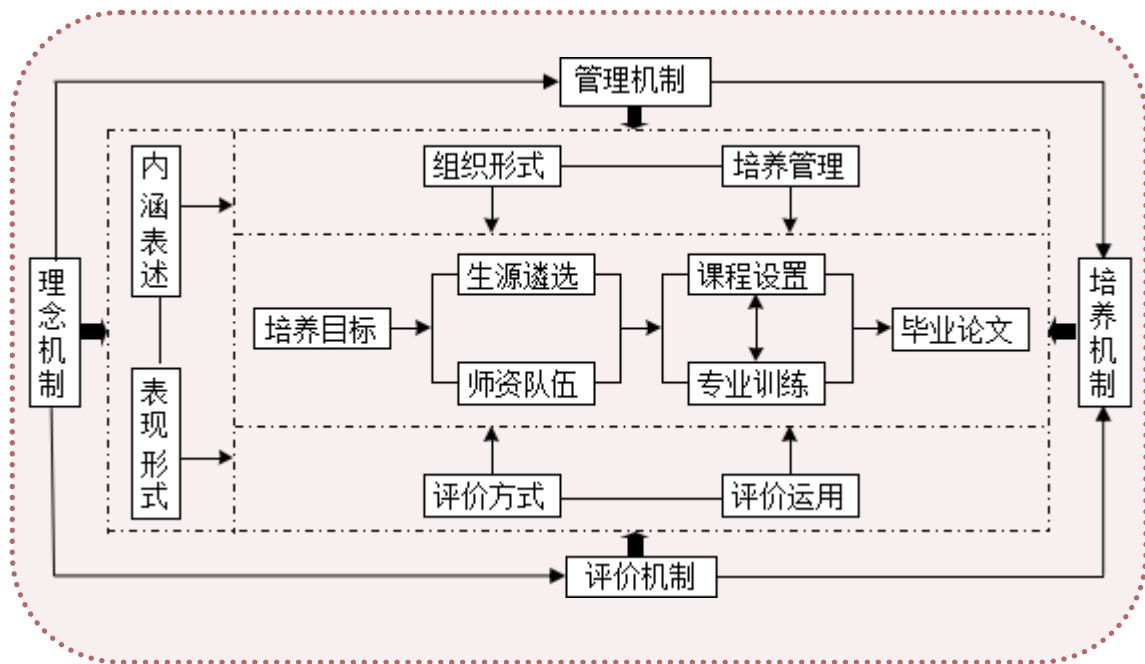 管理机制
组织形式
培养管理
内涵表述
理念机制
生源遴选
课程设置
培养机制
培养目标
毕业论文
师资队伍
专业训练
表现形式
评价方式
评价运用
评价机制